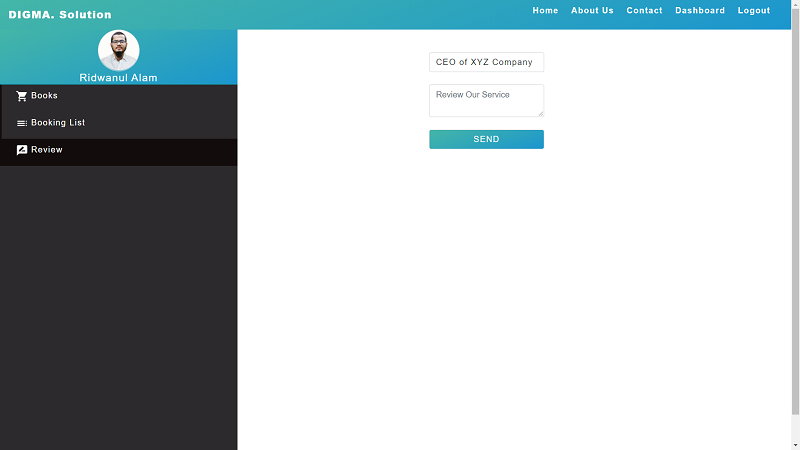 DIGMA. Solution
Home About Us Contact Dashboard Logout
Ridwanul Alam
Books
Booking List
Review
CEO of XYZ Company
Review Our Service
SEND